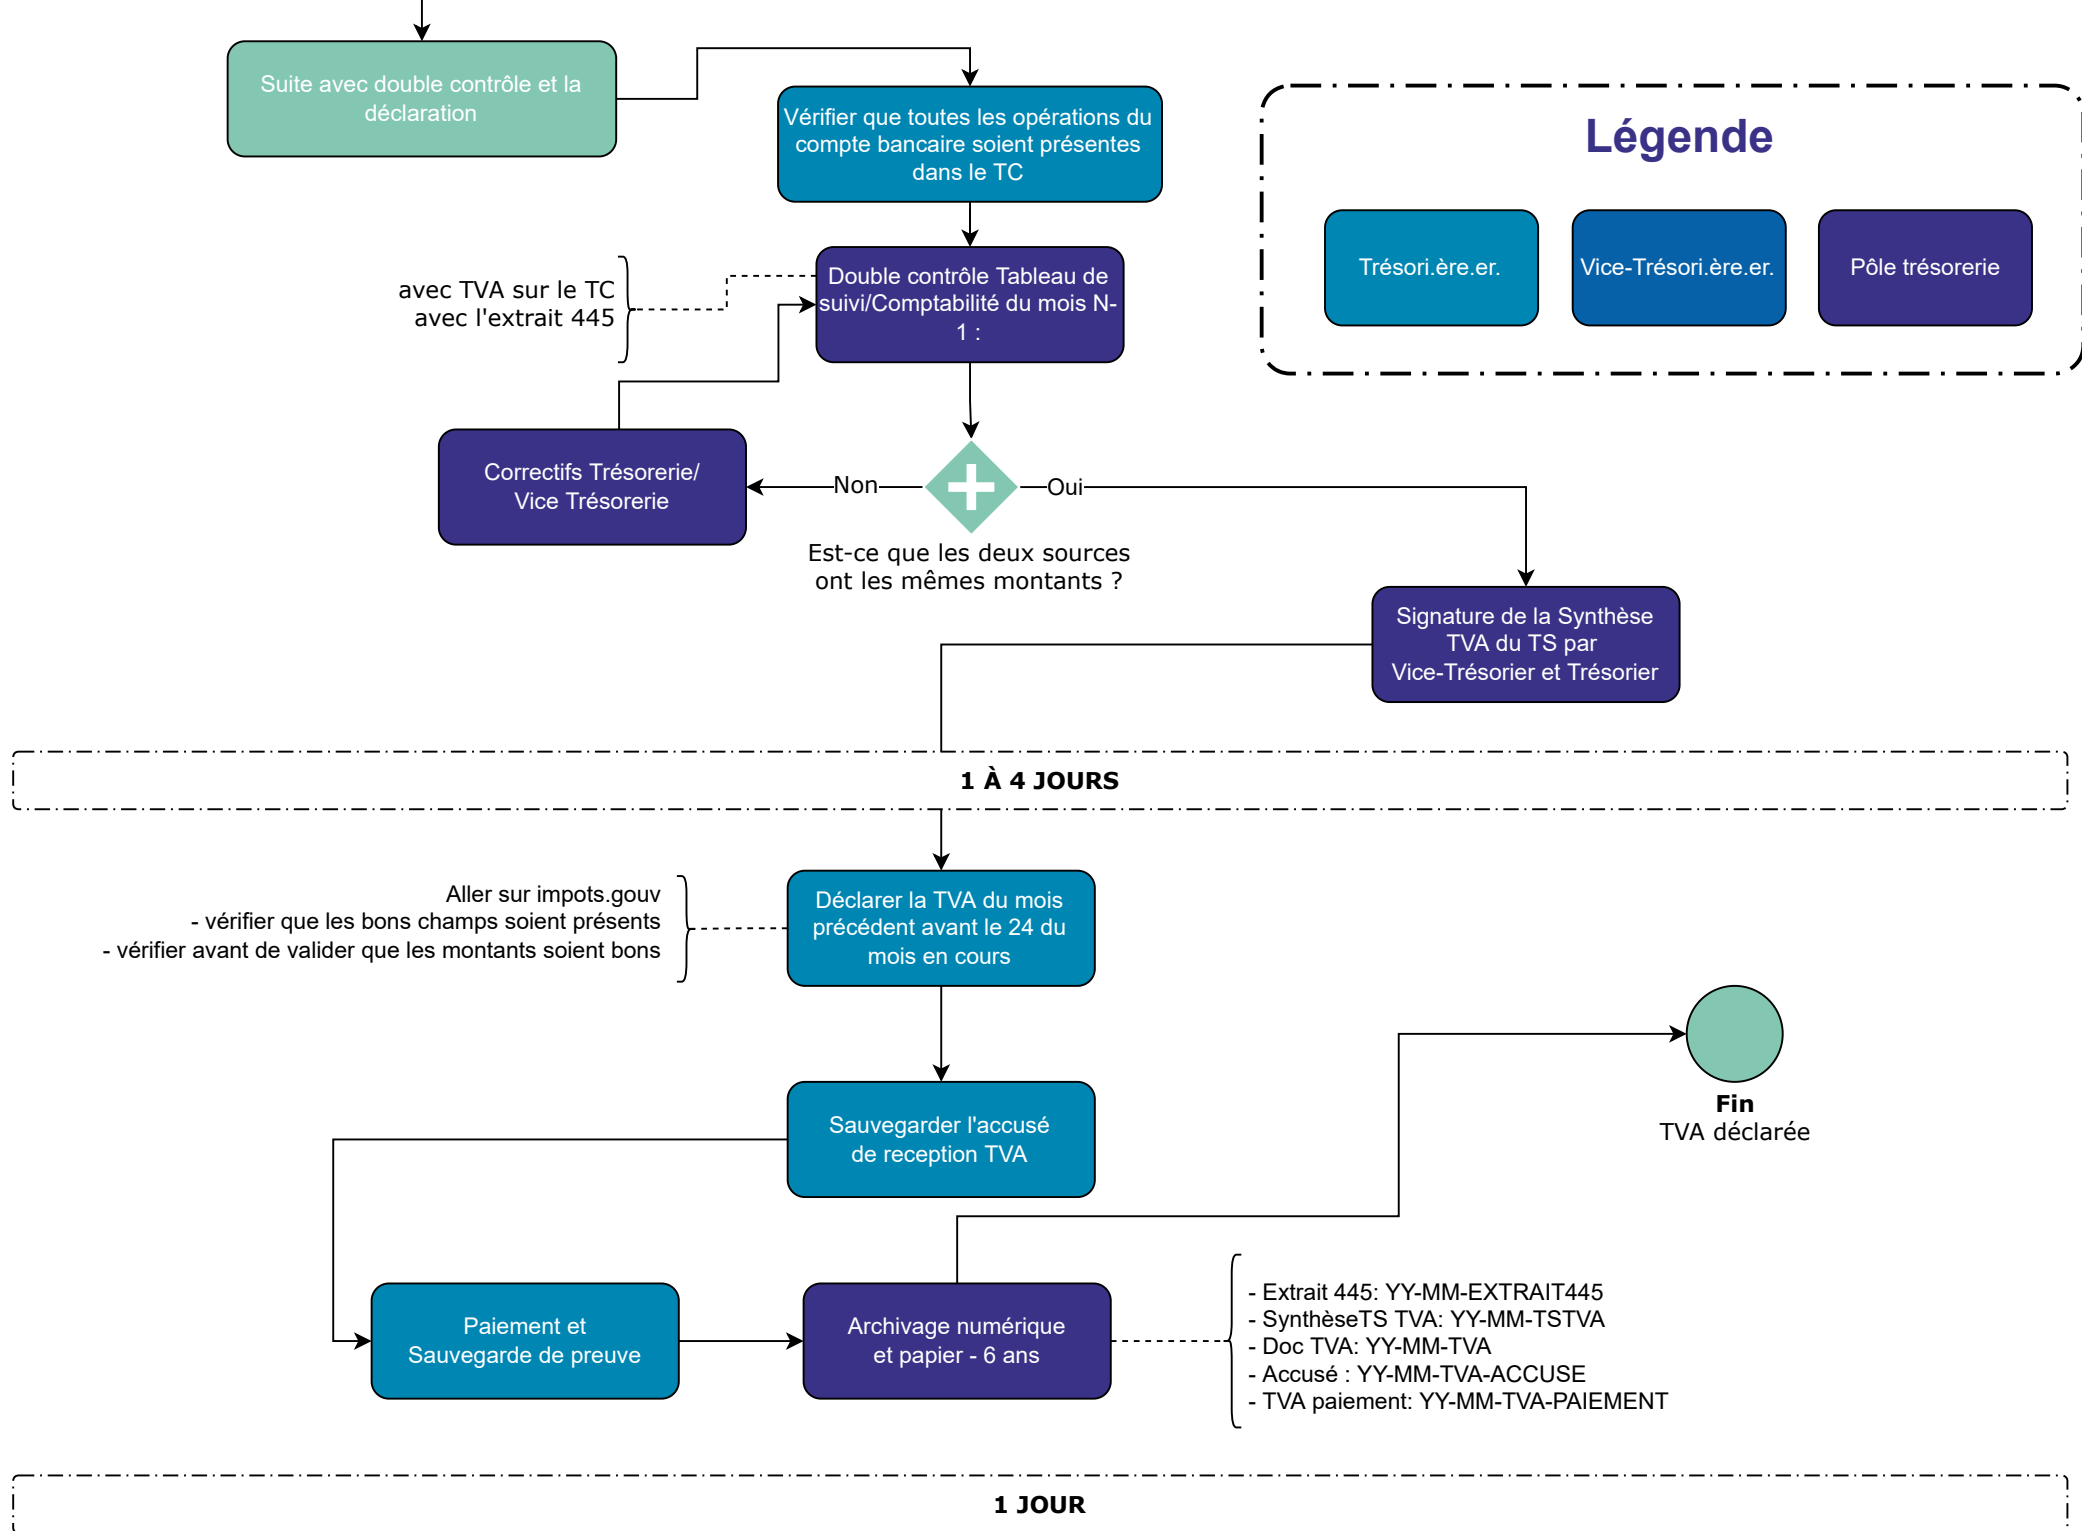 Suite avec double contrôle et la
déclaration
Vérifier que toutes les opérations du
compte bancaire soient présentes
dans le TC
Légende
Trésori.ère.er.
Vice-Trésori.ère.er.
Pôle trésorerie
avec TVA sur le TC
avec l'extrait 445
Double contrôle Tableau de
suivi/Comptabilité du mois N-
1 :
Correctifs Trésorerie/
Vice Trésorerie
Non
Oui
Est-ce que les deux sources
ont les mêmes montants ?
Signature de la Synthèse
TVA du TS par
Vice-Trésorier et Trésorier
1 À 4 JOURS
Aller sur impots.gouv
- vérifier que les bons champs soient présents
- vérifier avant de valider que les montants soient bons
Déclarer la TVA du mois
précédent avant le 24 du
mois en cours
Sauvegarder l'accusé
de reception TVA
Fin
TVA déclarée
Paiement et
Sauvegarde de preuve
Archivage numérique
et papier - 6 ans
- Extrait 445: YY-MM-EXTRAIT445
- SynthèseTS TVA: YY-MM-TSTVA
- Doc TVA: YY-MM-TVA
- Accusé : YY-MM-TVA-ACCUSE
- TVA paiement: YY-MM-TVA-PAIEMENT
1 JOUR